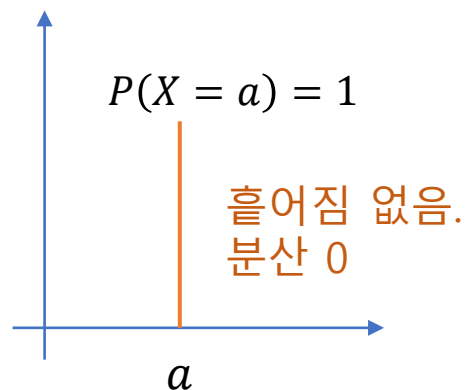 P(X = a) = 1
흩어짐 없음.
분산 0
a